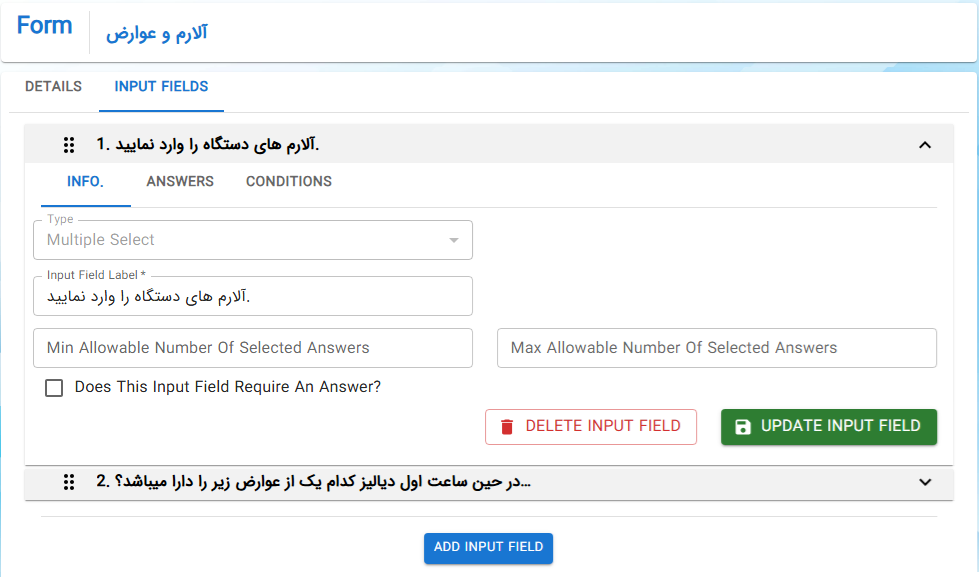 Form
آلارم و عوارض
DETAILS INPUT FIELDS
1. آلارم های دستگاه را وارد نمایید.
INFO. ANSWERS CONDITIONS
Type
Multiple Select
Input Field Label *
آلارم های دستگاه را وارد نمایید.
Min Allowable Number Of Selected Answers Max Allowable Number Of Selected Answers
Does This Input Field Require An Answer?
DELETE INPUT FIELD UPDATE INPUT FIELD
2. در حین ساعت اول دیالیز کدام یک از عوارض زیر را دارا میباشد؟...
ADD INPUT FIELD